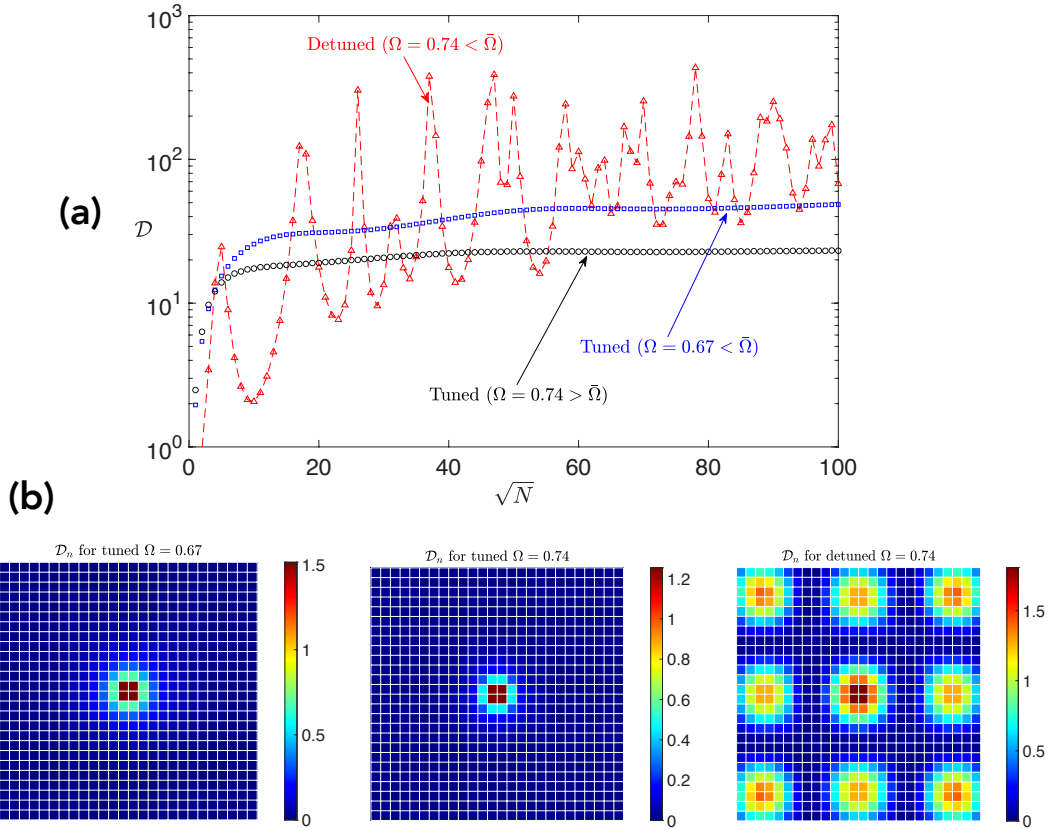 (a)
10^3
10^2
10^1
10^0
𝒟
Detuned (Ω = 0.74 < Ω̄)
Tuned (Ω = 0.67 < Ω̄)
Tuned (Ω = 0.74 > Ω̄)
0 20 40 60 80 100
√N
(b)
𝒟_n for tuned Ω = 0.67
1.5
1
0.5
0
𝒟_n for tuned Ω = 0.74
1.2
1
0.8
0.6
0.4
0.2
0
𝒟_n for detuned Ω = 0.74
1.5
1
0.5
0